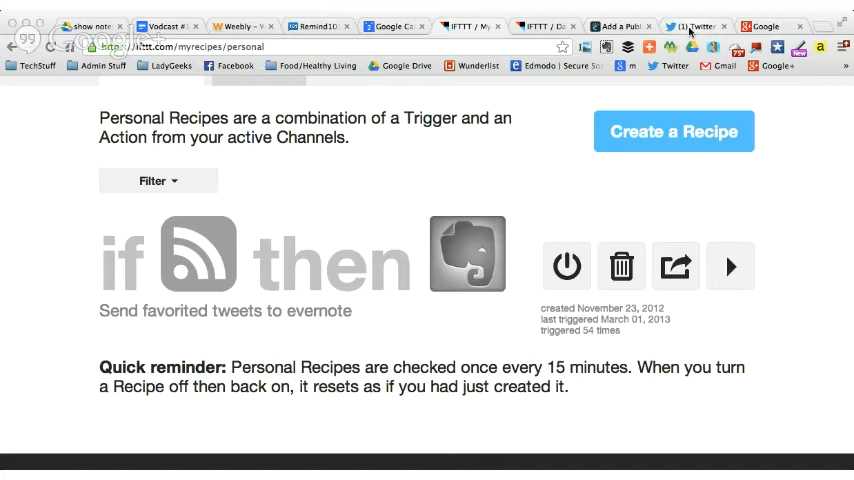 show note
Vodcast #
Weebly - W
Remind10
Google Ca
IFTTT / My
IFTTT / Da
Add a Publ
(1) Twitter
Google
Google+
https://ifttt.com/myrecipes/personal
New
TechStuff
Admin Stuff
LadyGeeks
Facebook
Food/Healthy Living
Google Drive
Wunderlist
Edmodo | Secure So
m
Twitter
Gmail
Google+
Personal Recipes are a combination of a Trigger and an
Action from your active Channels.
Create a Recipe
Filter
if then
Send favorited tweets to evernote
created November 23, 2012
last triggered March 01, 2013
triggered 54 times
Quick reminder: Personal Recipes are checked once every 15 minutes. When you turn
a Recipe off then back on, it resets as if you had just created it.